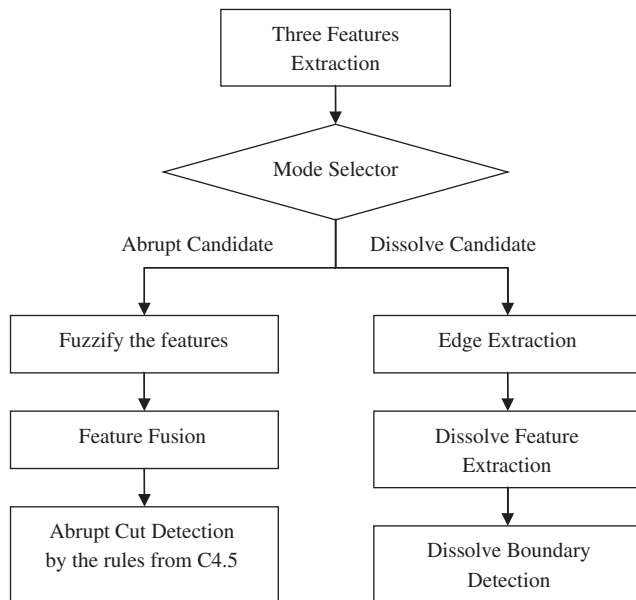 Three Features
Extraction
Mode Selector
Abrupt Candidate
Dissolve Candidate
Fuzzify the features
Edge Extraction
Feature Fusion
Dissolve Feature
Extraction
Abrupt Cut Detection
by the rules from C4.5
Dissolve Boundary
Detection